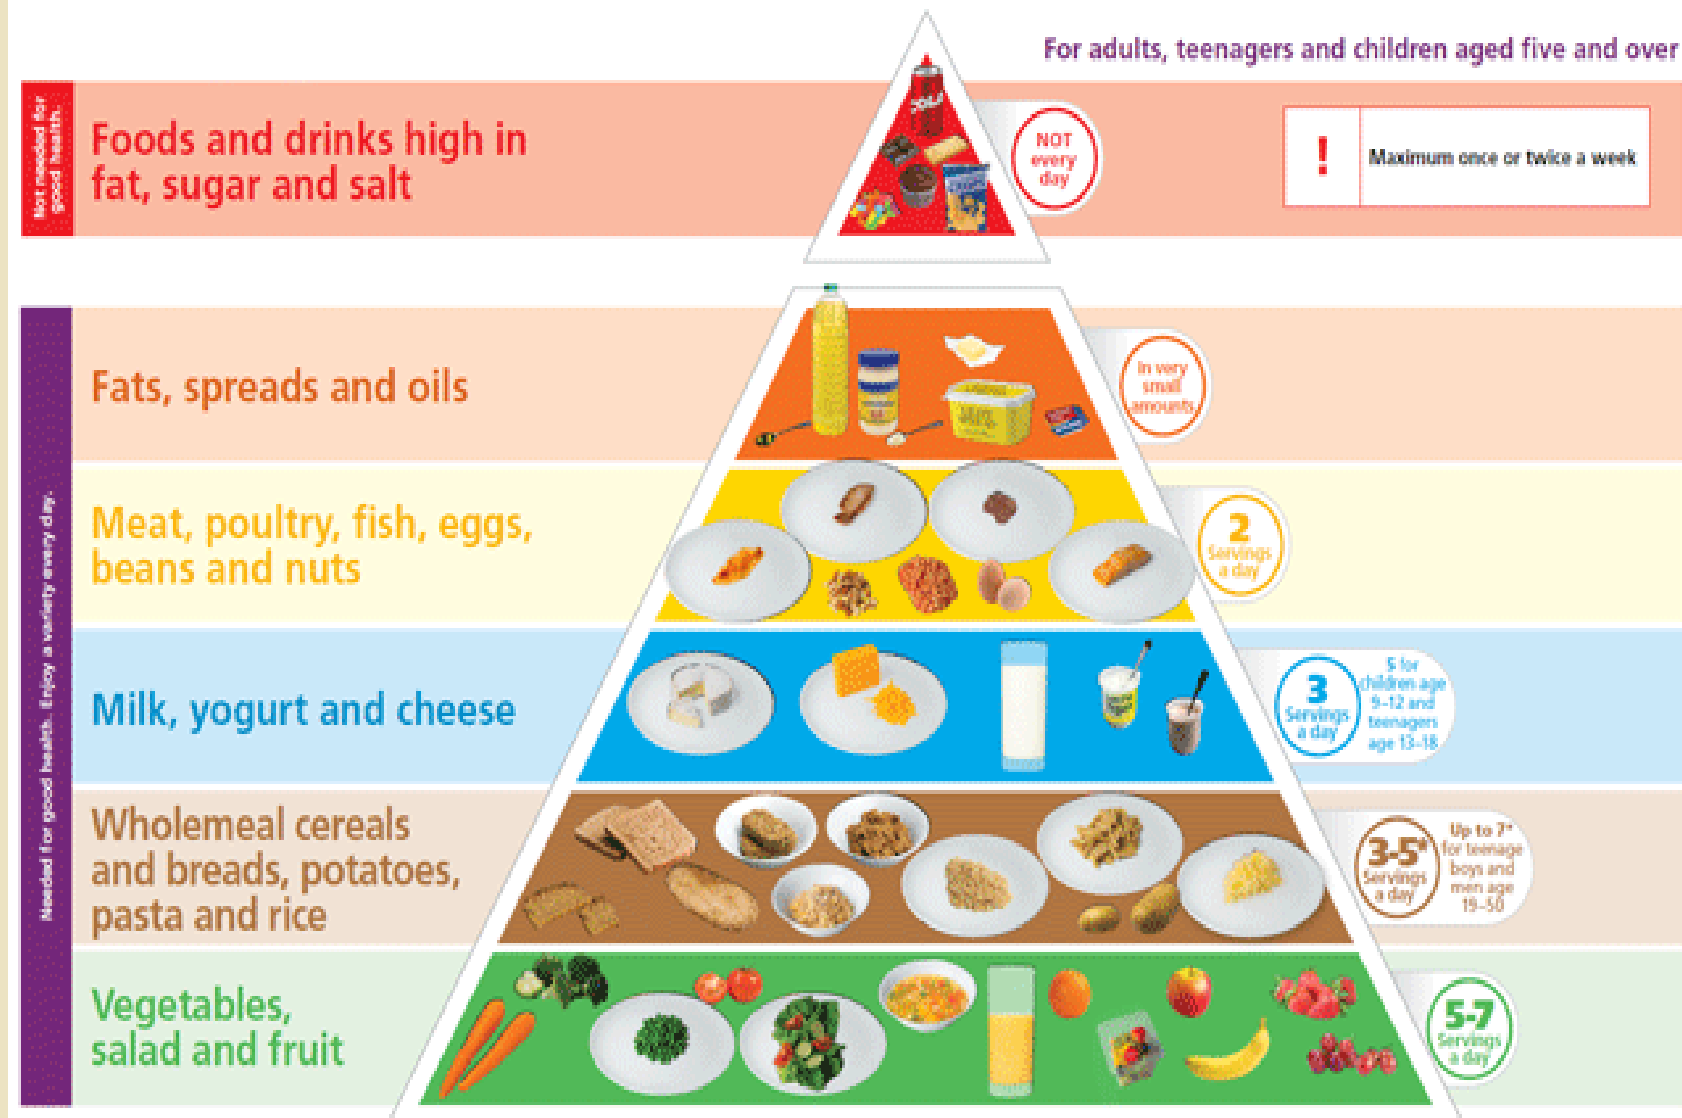 For adults, teenagers and children aged five and over
Not needed for
good health.
Foods and drinks high in
fat, sugar and salt
NOT
every
day
!
Maximum once or twice a week
Needed for good health. Enjoy a variety every day.
Fats, spreads and oils
In very
small
amounts
Meat, poultry, fish, eggs,
beans and nuts
2
Servings
a day
Milk, yogurt and cheese
3
Servings
a day
5 for
children age
9–12 and
teenagers
age 13–18
Wholemeal cereals
and breads, potatoes,
pasta and rice
3-5*
Servings
a day
Up to 7*
for teenage
boys and
men age
19–50
Vegetables,
salad and fruit
5-7
Servings
a day